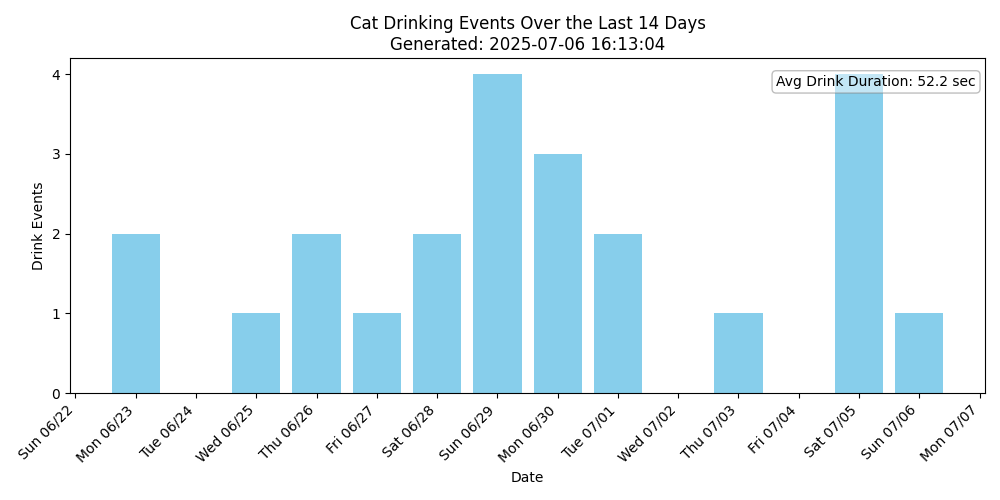 Cat Drinking Events Over the Last 14 Days
Generated: 2025-07-06 16:13:04
Avg Drink Duration: 52.2 sec
Drink Events
4
3
2
1
0
Sun 06/22
Mon 06/23
Tue 06/24
Wed 06/25
Thu 06/26
Fri 06/27
Sat 06/28
Sun 06/29
Mon 06/30
Tue 07/01
Wed 07/02
Thu 07/03
Fri 07/04
Sat 07/05
Sun 07/06
Mon 07/07
Date